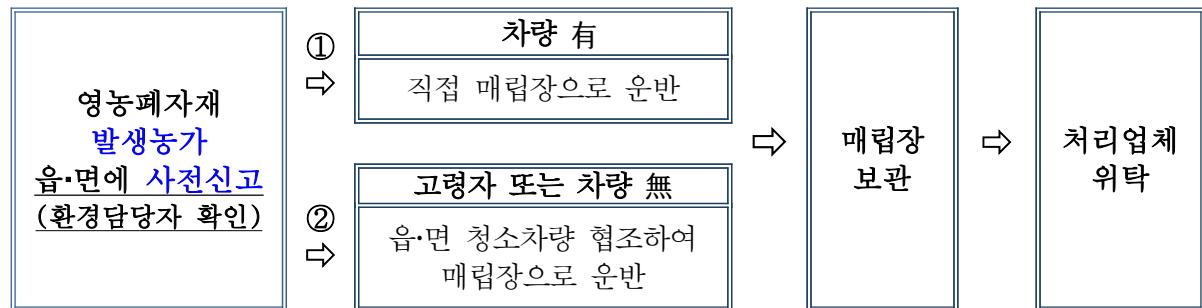 영농폐자재
발생농가
읍·면에 사전신고
(환경담당자 확인)
①
⇨
차량 有
직접 매립장으로 운반
②
⇨
고령자 또는 차량 無
읍·면 청소차량 협조하여
매립장으로 운반
⇨
매립장
보관
⇨
처리업체
위탁